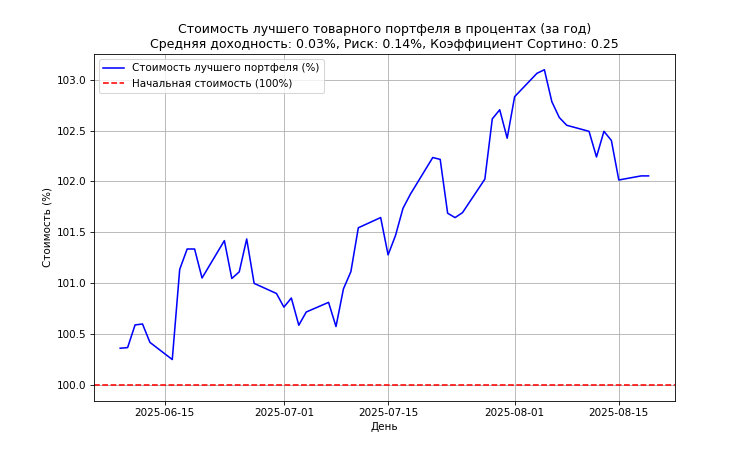 Стоимость лучшего товарного портфеля в процентах (за год)
Средняя доходность: 0.03%, Риск: 0.14%, Коэффициент Сортино: 0.25
Стоимость лучшего портфеля (%)
Начальная стоимость (100%)
Стоимость (%)
103.0
102.5
102.0
101.5
101.0
100.5
100.0
2025-06-15
2025-07-01
2025-07-15
2025-08-01
2025-08-15
День